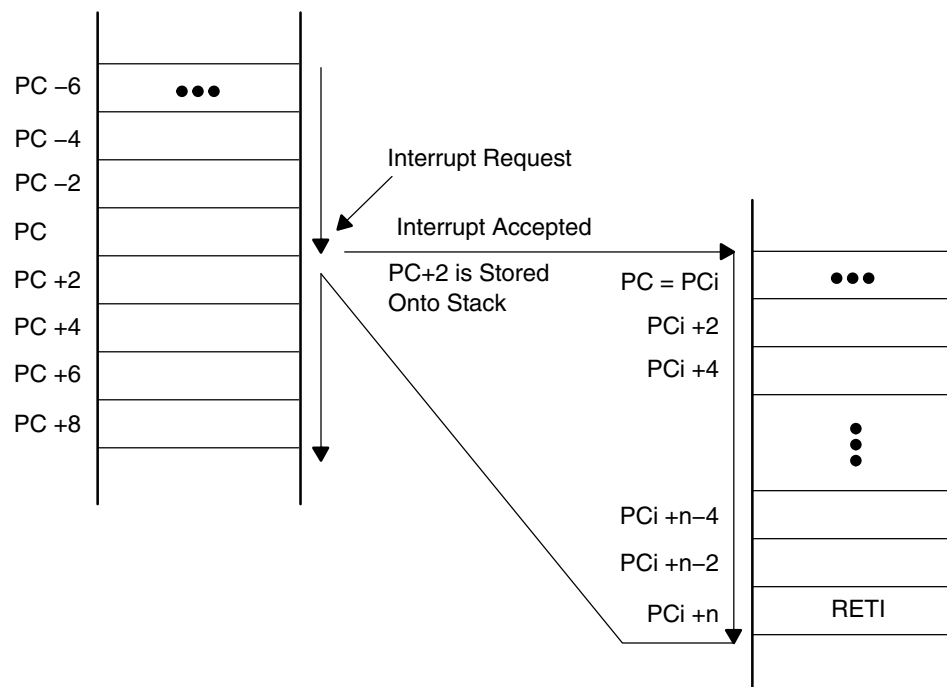 PC −6
PC −4
PC −2
PC
PC +2
PC +4
PC +6
PC +8
Interrupt Request
Interrupt Accepted
PC+2 is Stored
Onto Stack
PC = PCi
PCi +2
PCi +4
PCi +n−4
PCi +n−2
PCi +n
RETI